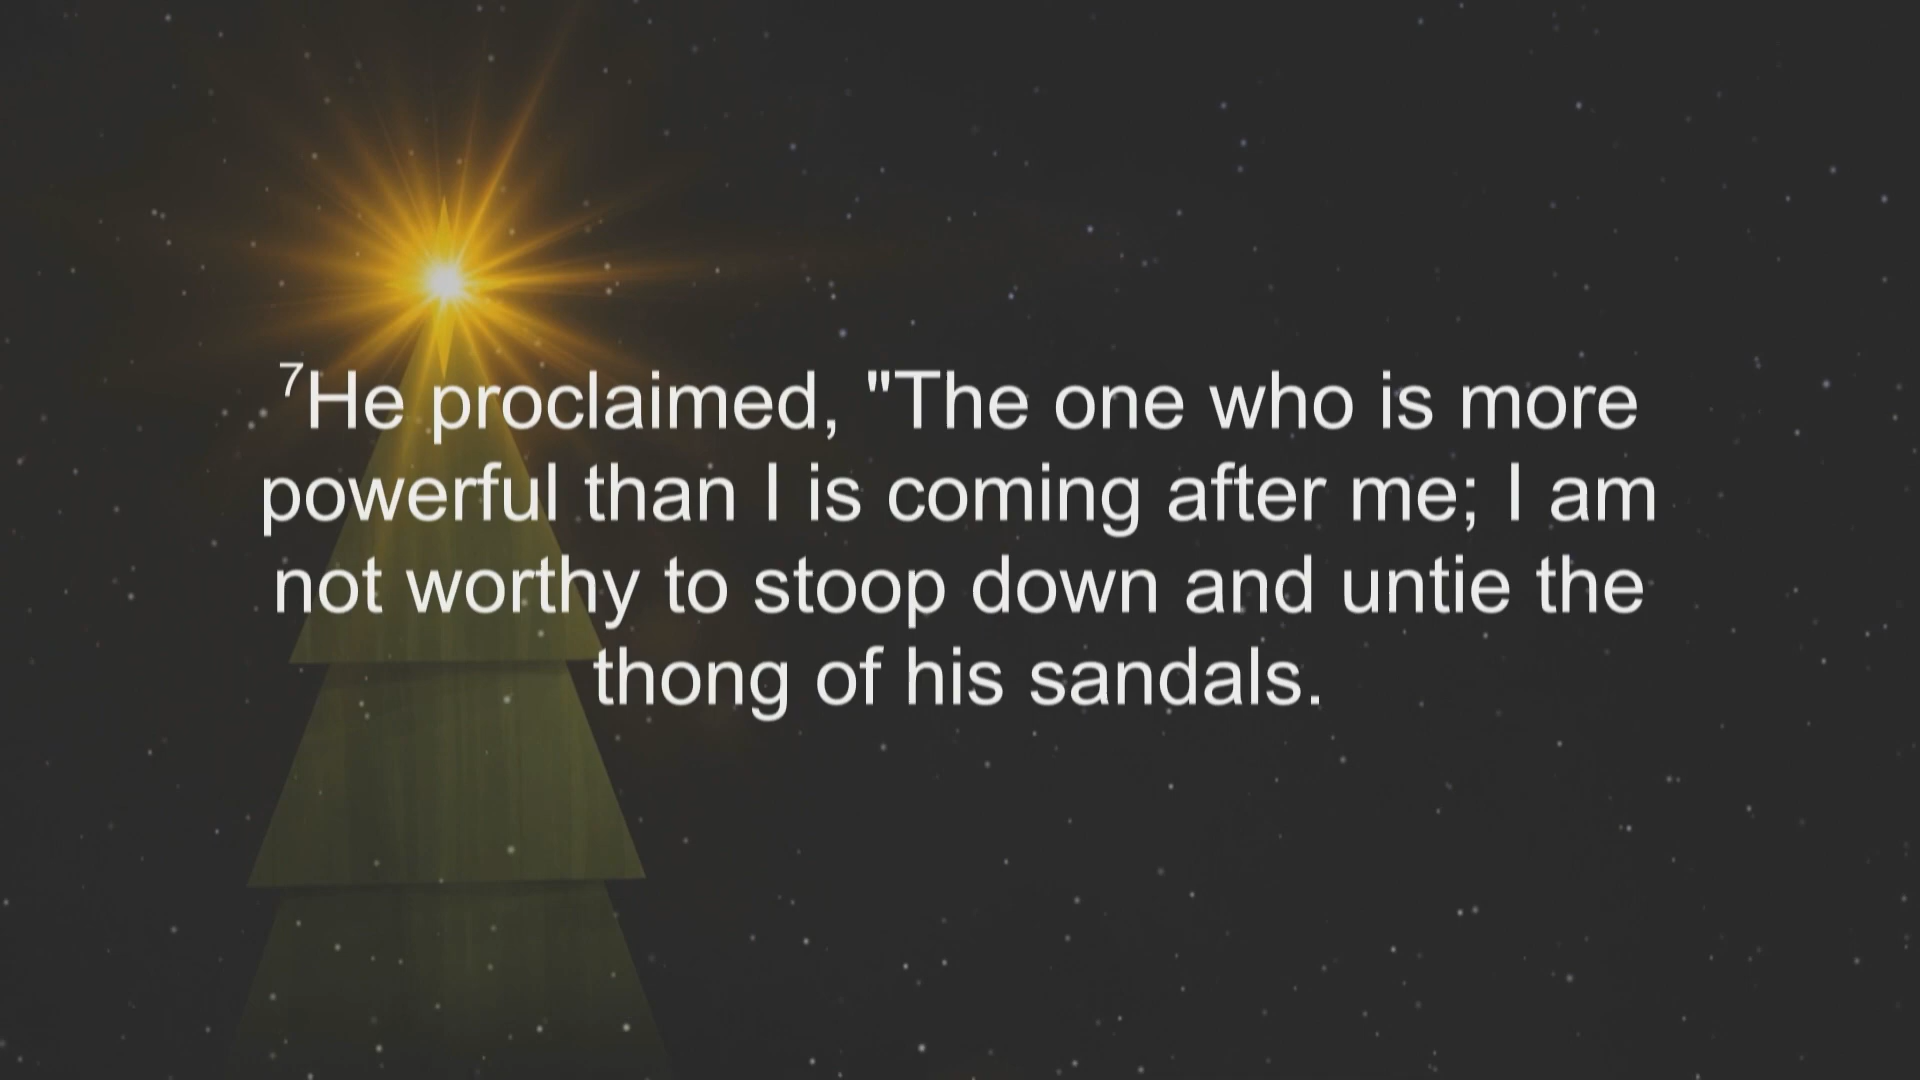 ⁷He proclaimed, "The one who is more
powerful than I is coming after me; I am
not worthy to stoop down and untie the
thong of his sandals.